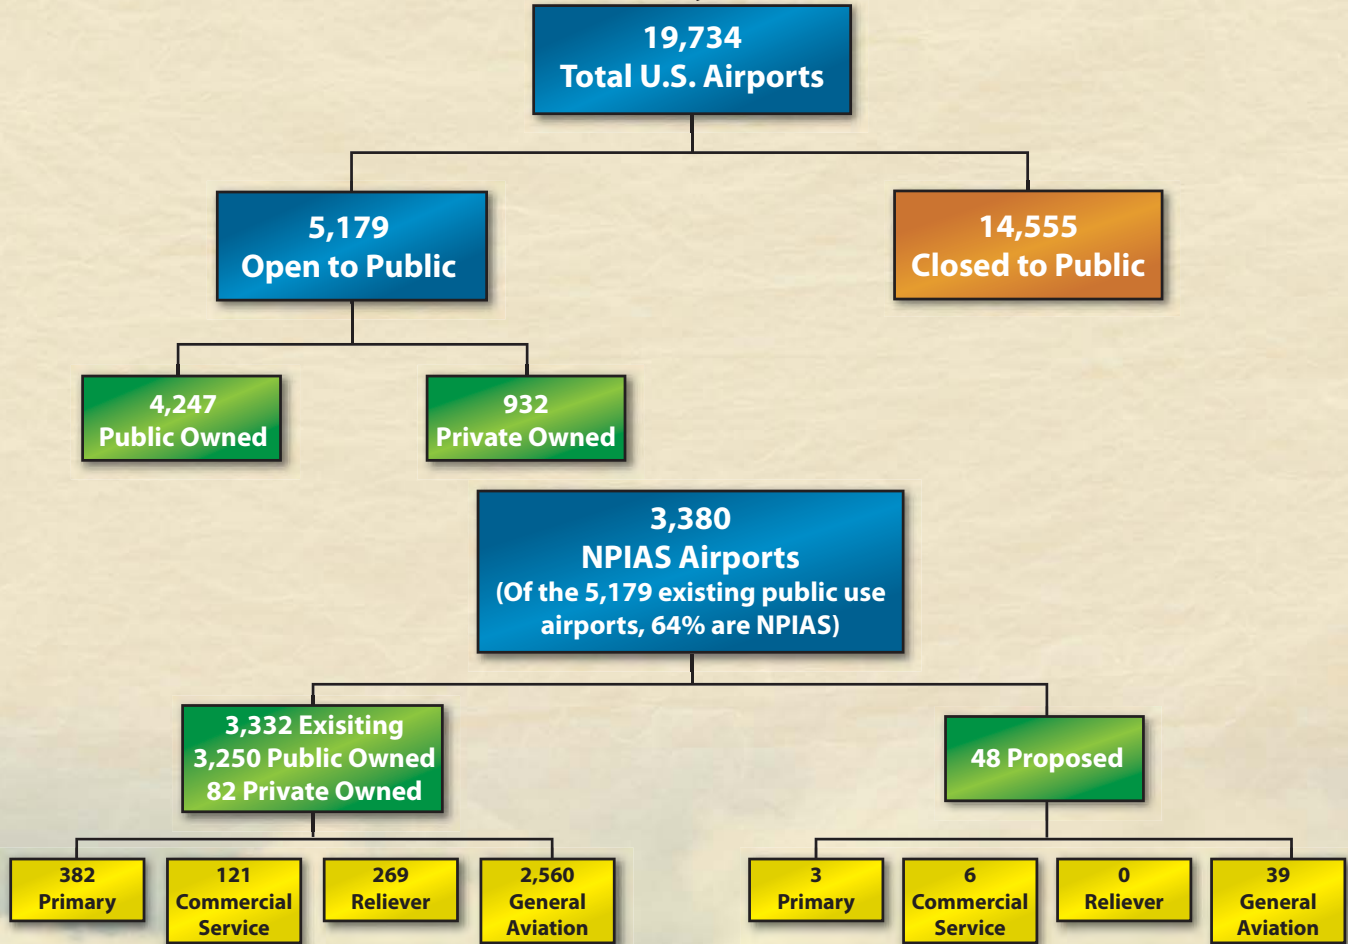 19,734
Total U.S. Airports
5,179
Open to Public
14,555
Closed to Public
4,247
Public Owned
932
Private Owned
3,380
NPIAS Airports
(Of the 5,179 existing public use
airports, 64% are NPIAS)
3,332 Exisiting
3,250 Public Owned
82 Private Owned
48 Proposed
382
Primary
121
Commercial
Service
269
Reliever
2,560
General
Aviation
3
Primary
6
Commercial
Service
0
Reliever
39
General
Aviation